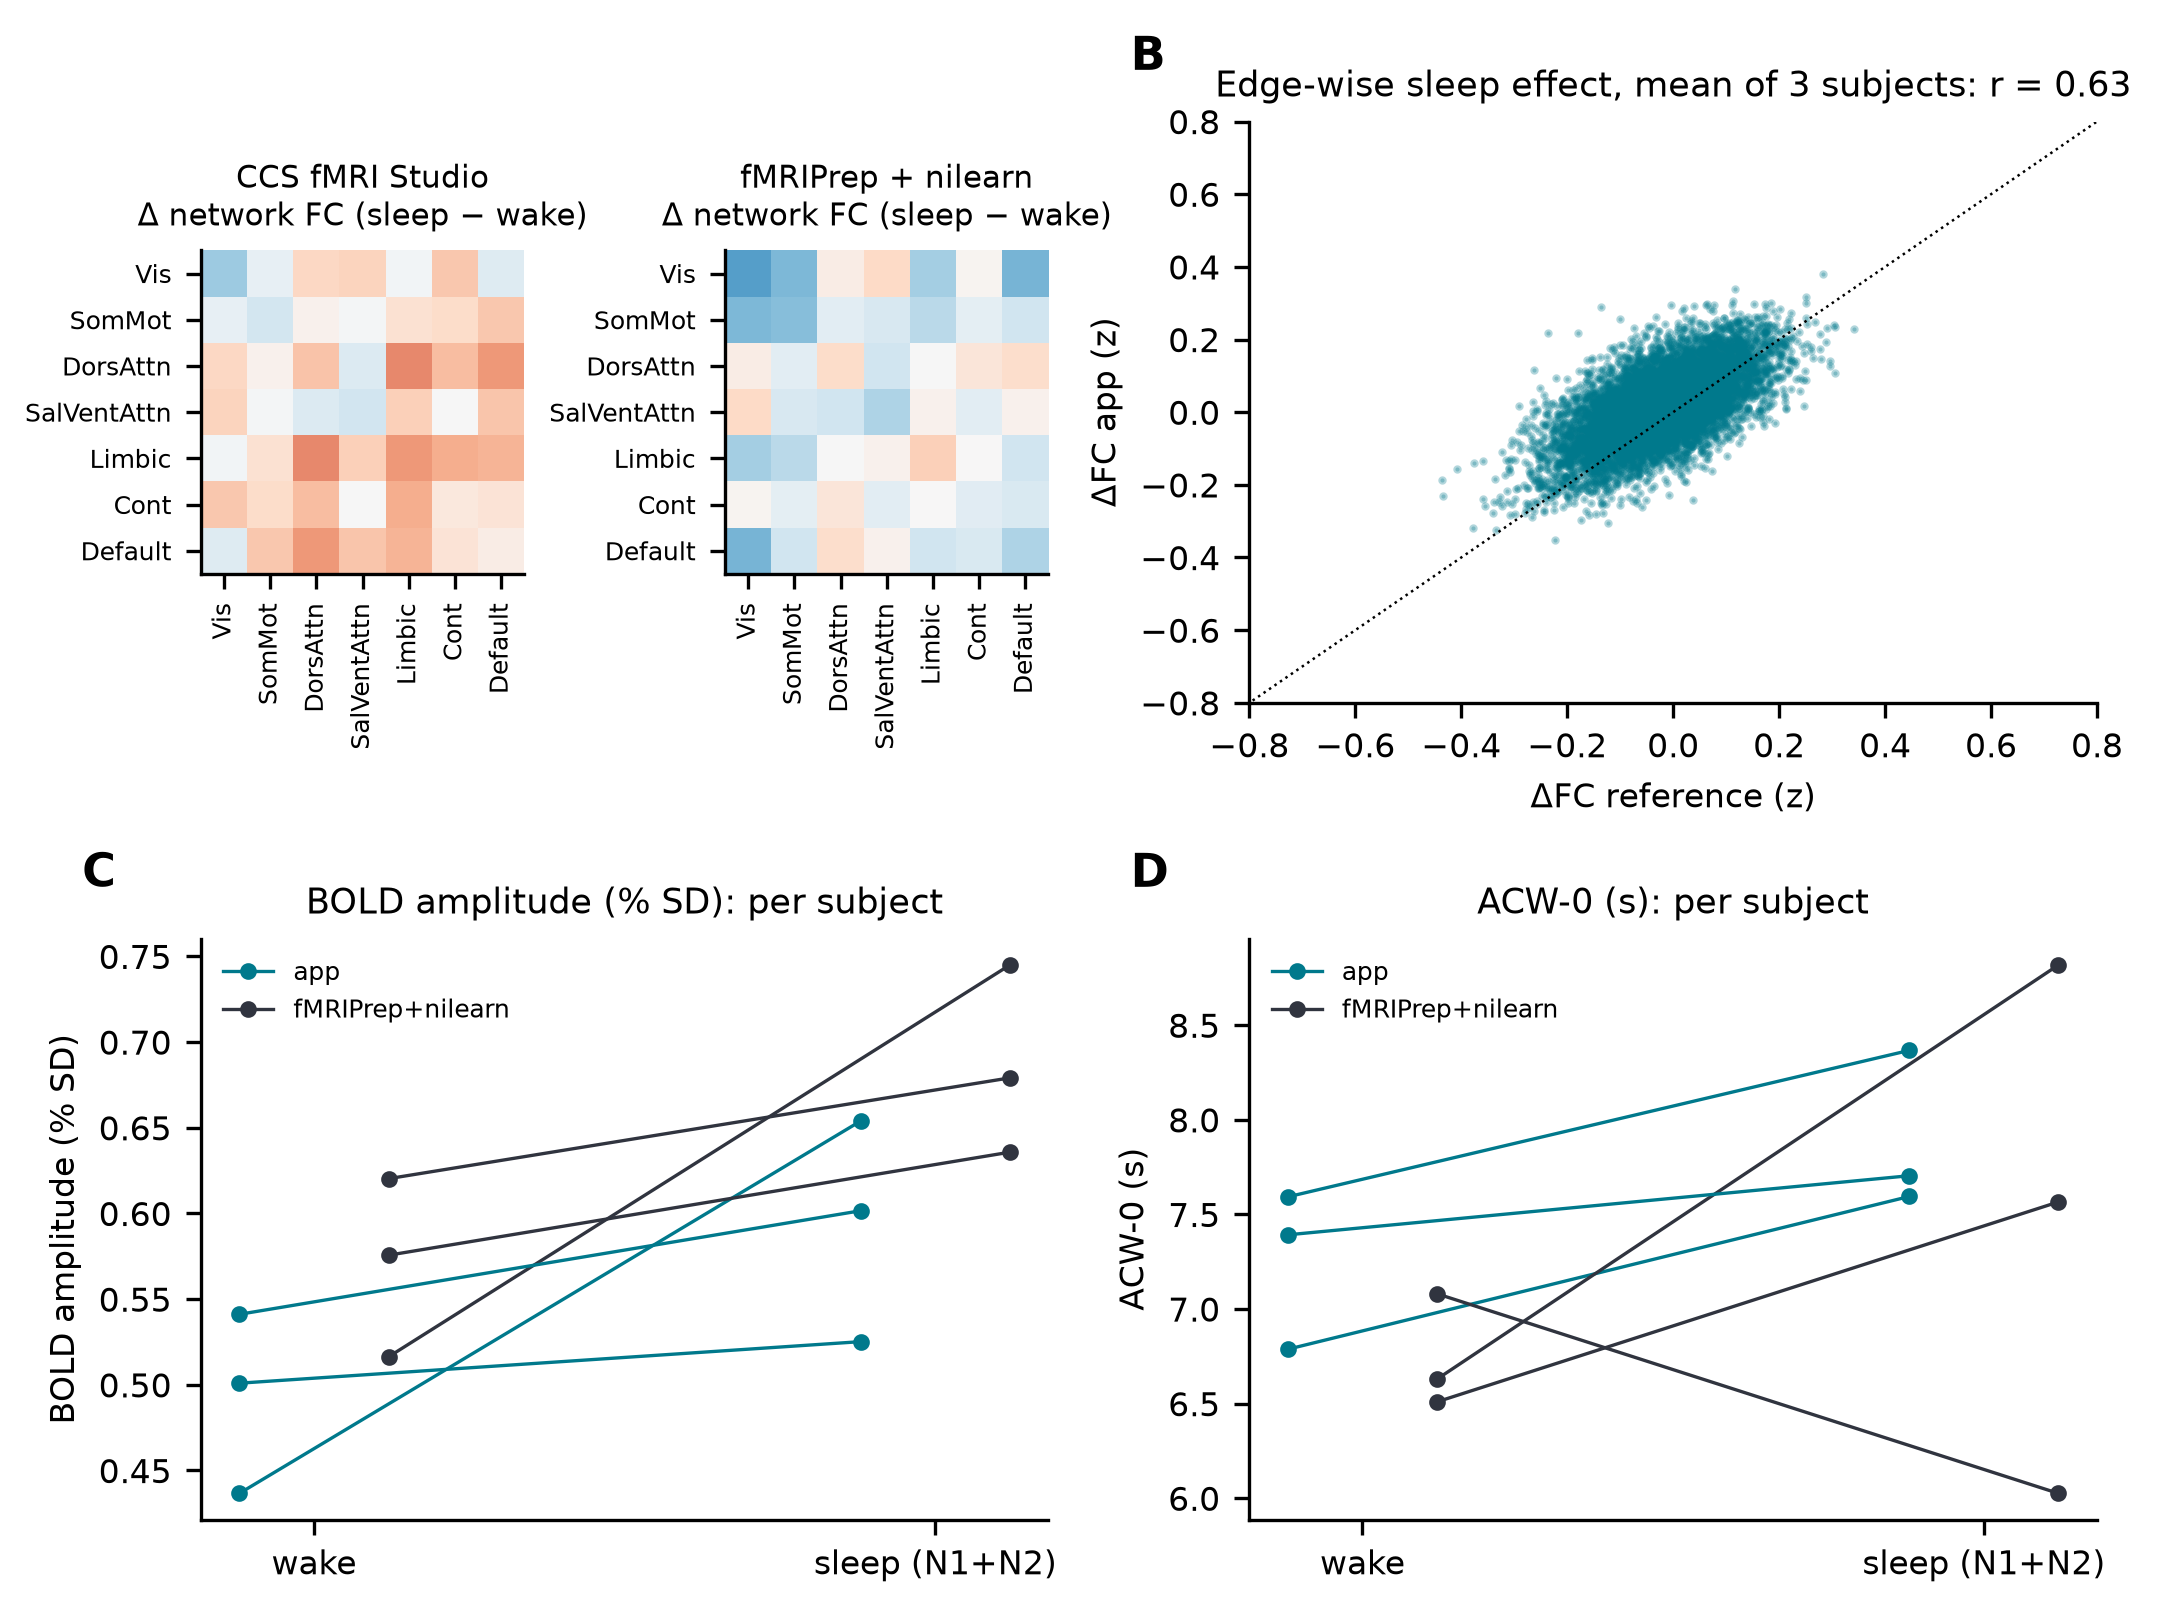 CCS fMRI Studio
Δ network FC (sleep − wake)
Vis
SomMot
DorsAttn
SalVentAttn
Limbic
Cont
Default
Vis
SomMot
DorsAttn
SalVentAttn
Limbic
Cont
Default
fMRIPrep + nilearn
Δ network FC (sleep − wake)
Vis
SomMot
DorsAttn
SalVentAttn
Limbic
Cont
Default
Vis
SomMot
DorsAttn
SalVentAttn
Limbic
Cont
Default
B
Edge-wise sleep effect, mean of 3 subjects: r = 0.63
ΔFC app (z)
0.8
0.6
0.4
0.2
0.0
−0.2
−0.4
−0.6
−0.8
−0.8 −0.6 −0.4 −0.2 0.0 0.2 0.4 0.6 0.8
ΔFC reference (z)
C
BOLD amplitude (% SD): per subject
BOLD amplitude (% SD)
0.75
0.70
0.65
0.60
0.55
0.50
0.45
app
fMRIPrep+nilearn
wake sleep (N1+N2)
D
ACW-0 (s): per subject
ACW-0 (s)
8.5
8.0
7.5
7.0
6.5
6.0
app
fMRIPrep+nilearn
wake sleep (N1+N2)